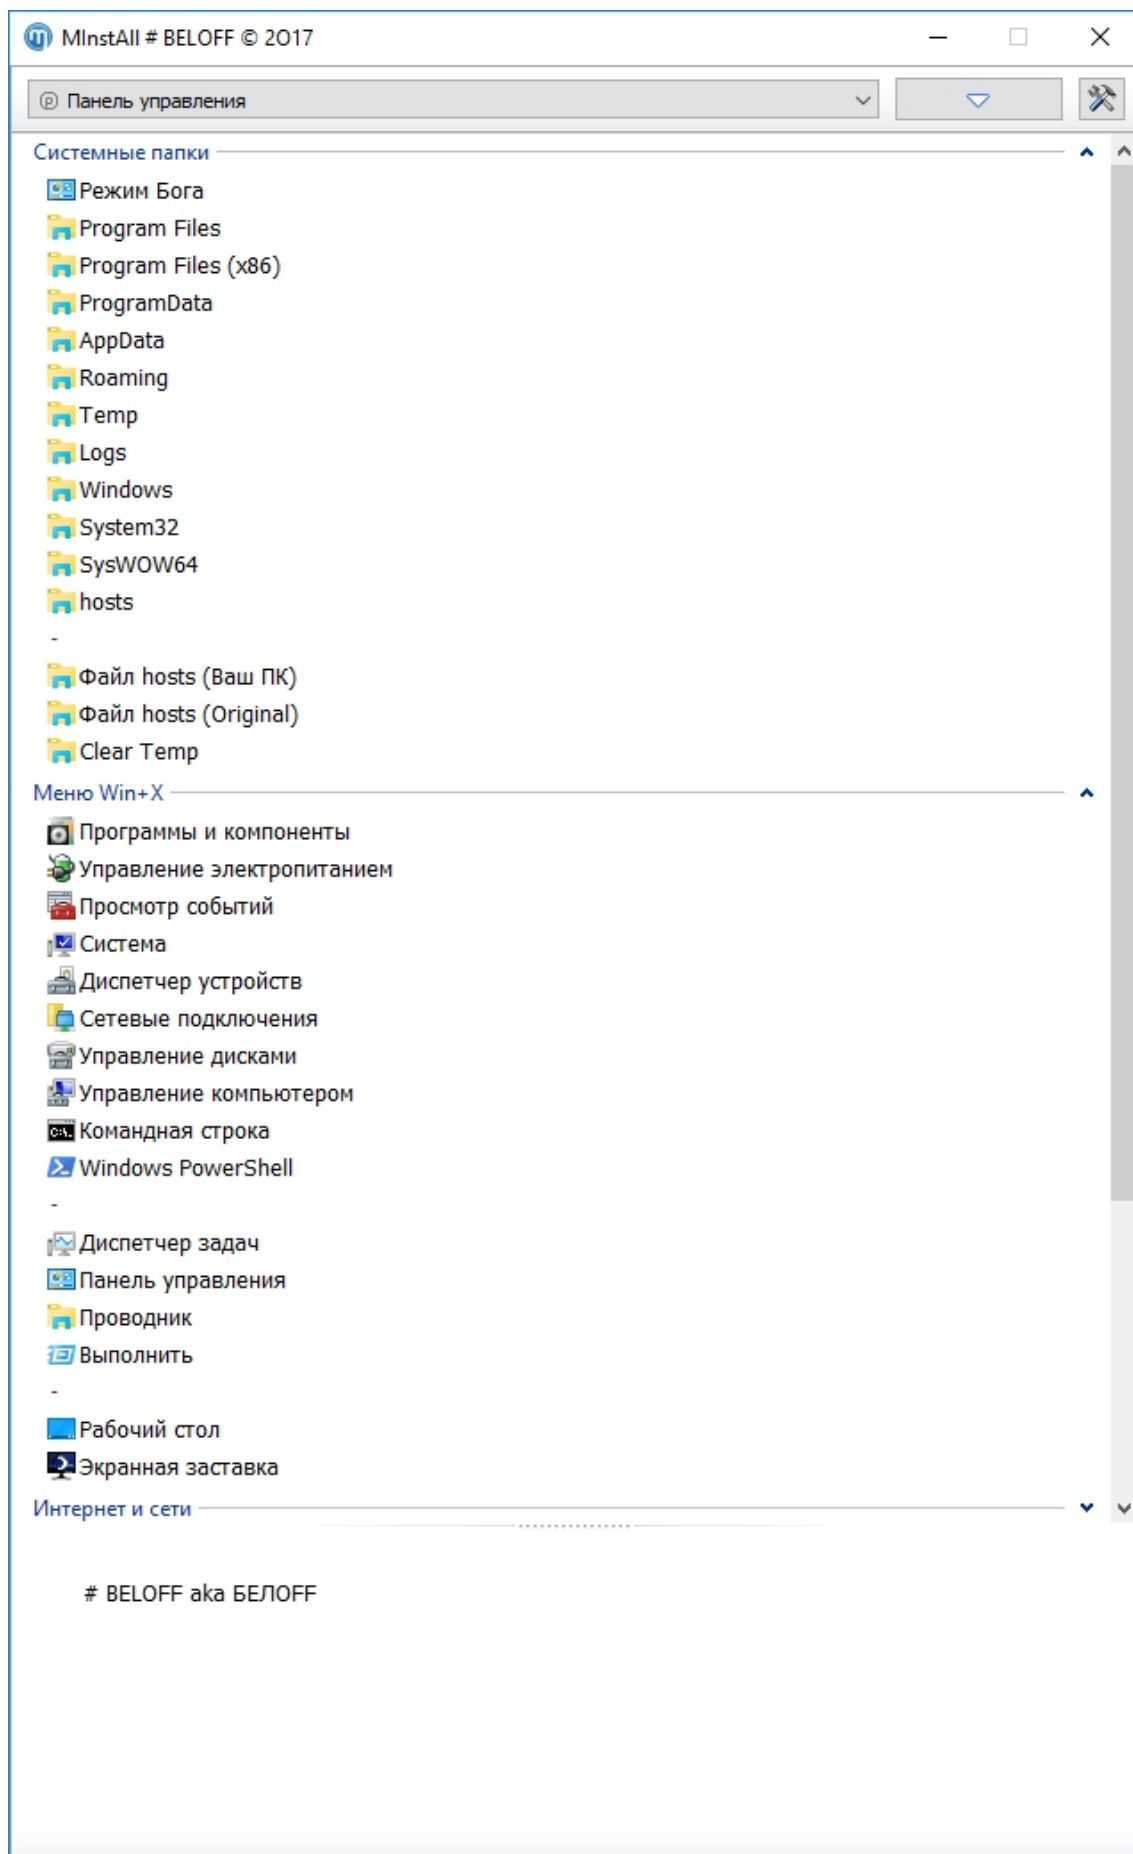 MInstAll # BELOFF © 2O17
Панель управления
Системные папки
Режим Бога
Program Files
Program Files (x86)
ProgramData
AppData
Roaming
Temp
Logs
Windows
System32
SysWOW64
hosts
-
Файл hosts (Ваш ПК)
Файл hosts (Original)
Clear Temp
Меню Win+X
Программы и компоненты
Управление электропитанием
Просмотр событий
Система
Диспетчер устройств
Сетевые подключения
Управление дисками
Управление компьютером
Командная строка
Windows PowerShell
-
Диспетчер задач
Панель управления
Проводник
Выполнить
-
Рабочий стол
Экранная заставка
Интернет и сети
# BELOFF aka БЕЛOFF